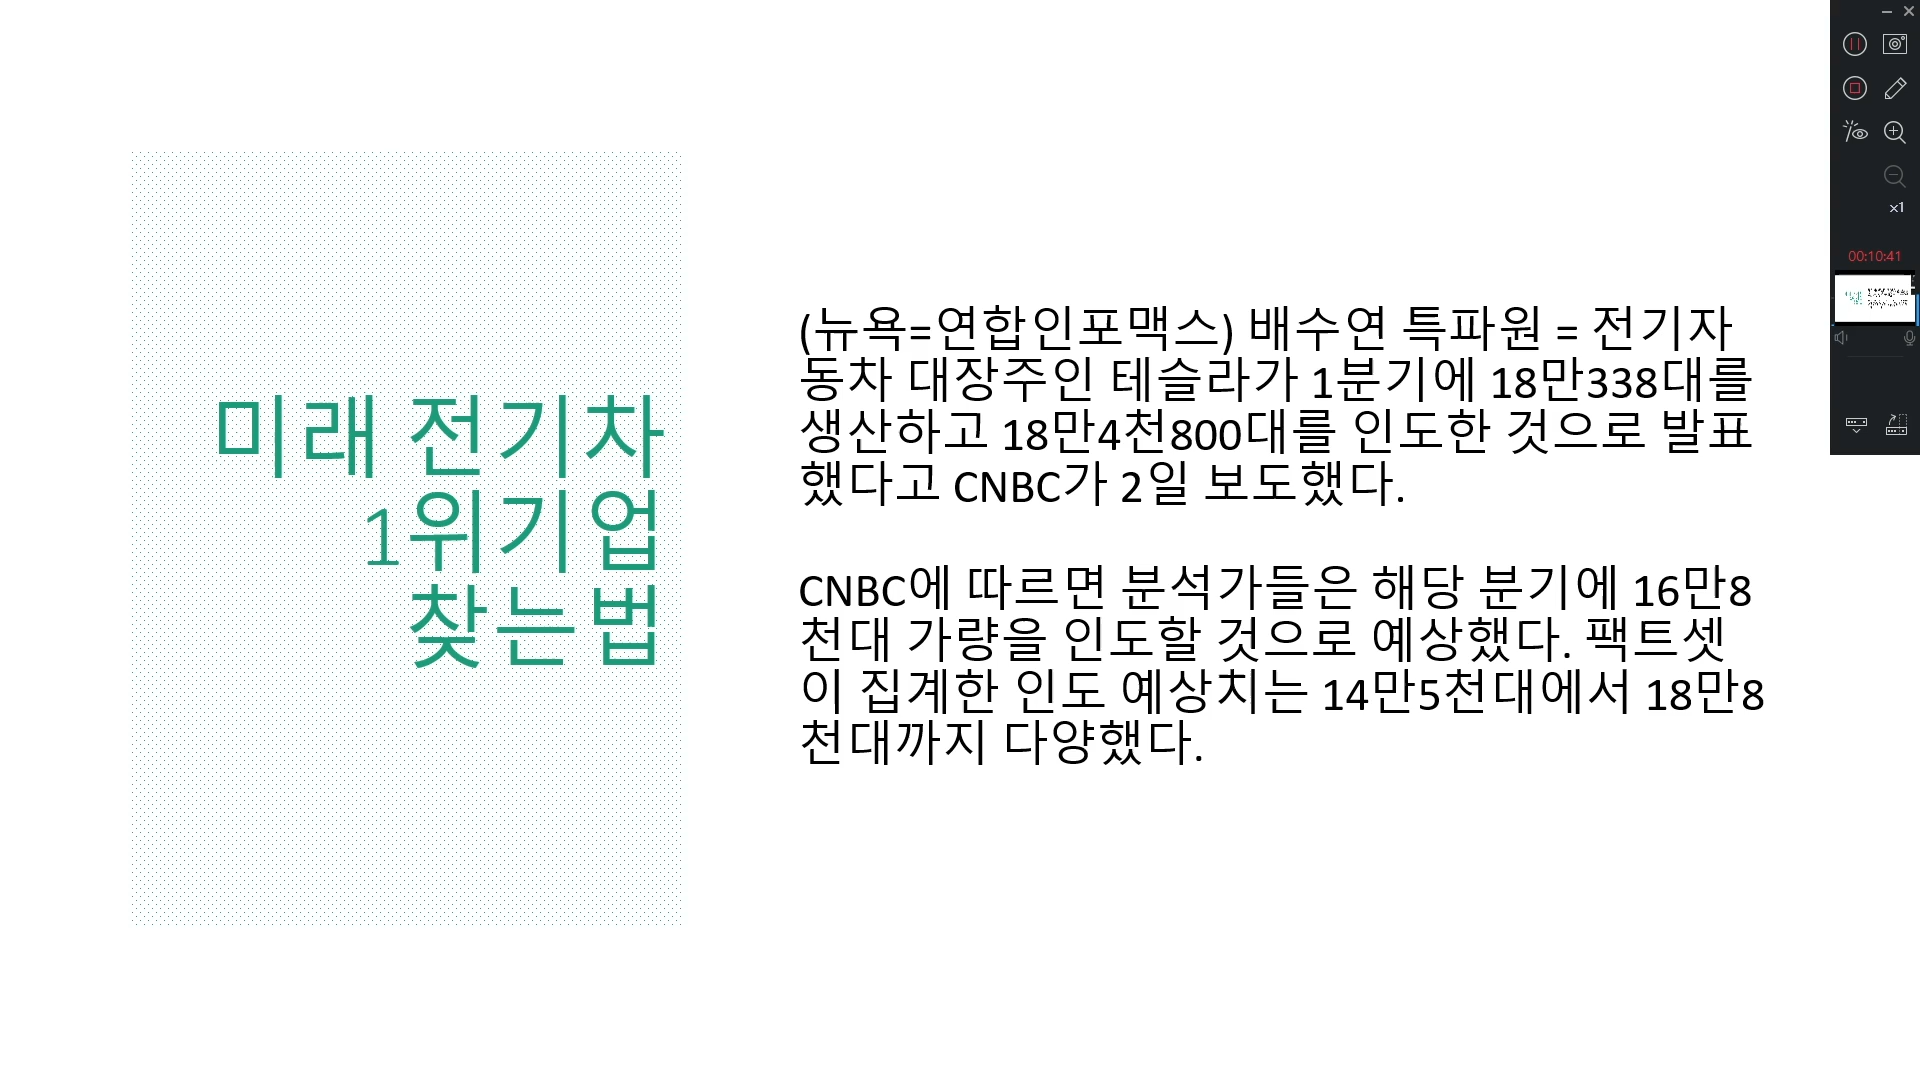 미래 전기차
1위기업
찾는법
(뉴욕=연합인포맥스) 배수연 특파원 = 전기자
동차 대장주인 테슬라가 1분기에 18만338대를
생산하고 18만4천800대를 인도한 것으로 발표
했다고 CNBC가 2일 보도했다.
CNBC에 따르면 분석가들은 해당 분기에 16만8
천대 가량을 인도할 것으로 예상했다. 팩트셋
이 집계한 인도 예상치는 14만5천대에서 18만8
천대까지 다양했다.
x1
00:10:41